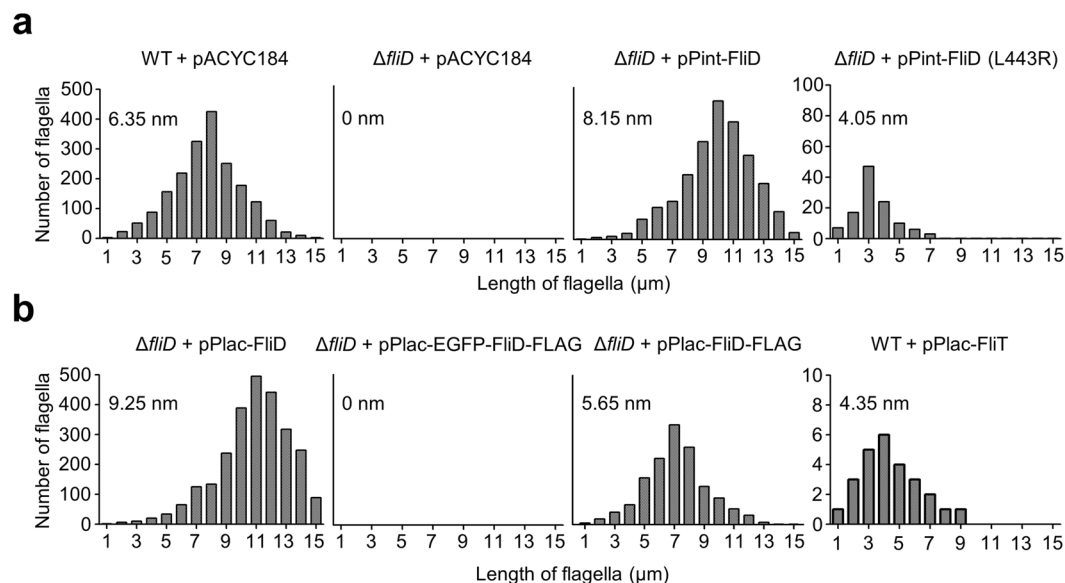 a
WT + pACYC184
ΔfliD + pACYC184
ΔfliD + pPint-FliD
ΔfliD + pPint-FliD (L443R)
Number of flagella
500
400
300
200
100
0
6.35 nm
1 3 5 7 9 11 13 15
0 nm
1 3 5 7 9 11 13 15
8.15 nm
1 3 5 7 9 11 13 15
100
80
60
40
20
0
4.05 nm
1 3 5 7 9 11 13 15
Length of flagella (μm)
b
ΔfliD + pPlac-FliD
ΔfliD + pPlac-EGFP-FliD-FLAG
ΔfliD + pPlac-FliD-FLAG
WT + pPlac-FliT
Number of flagella
500
400
300
200
100
0
9.25 nm
1 3 5 7 9 11 13 15
0 nm
1 3 5 7 9 11 13 15
5.65 nm
1 3 5 7 9 11 13 15
10
8
6
4
2
0
4.35 nm
1 3 5 7 9 11 13 15
Length of flagella (μm)